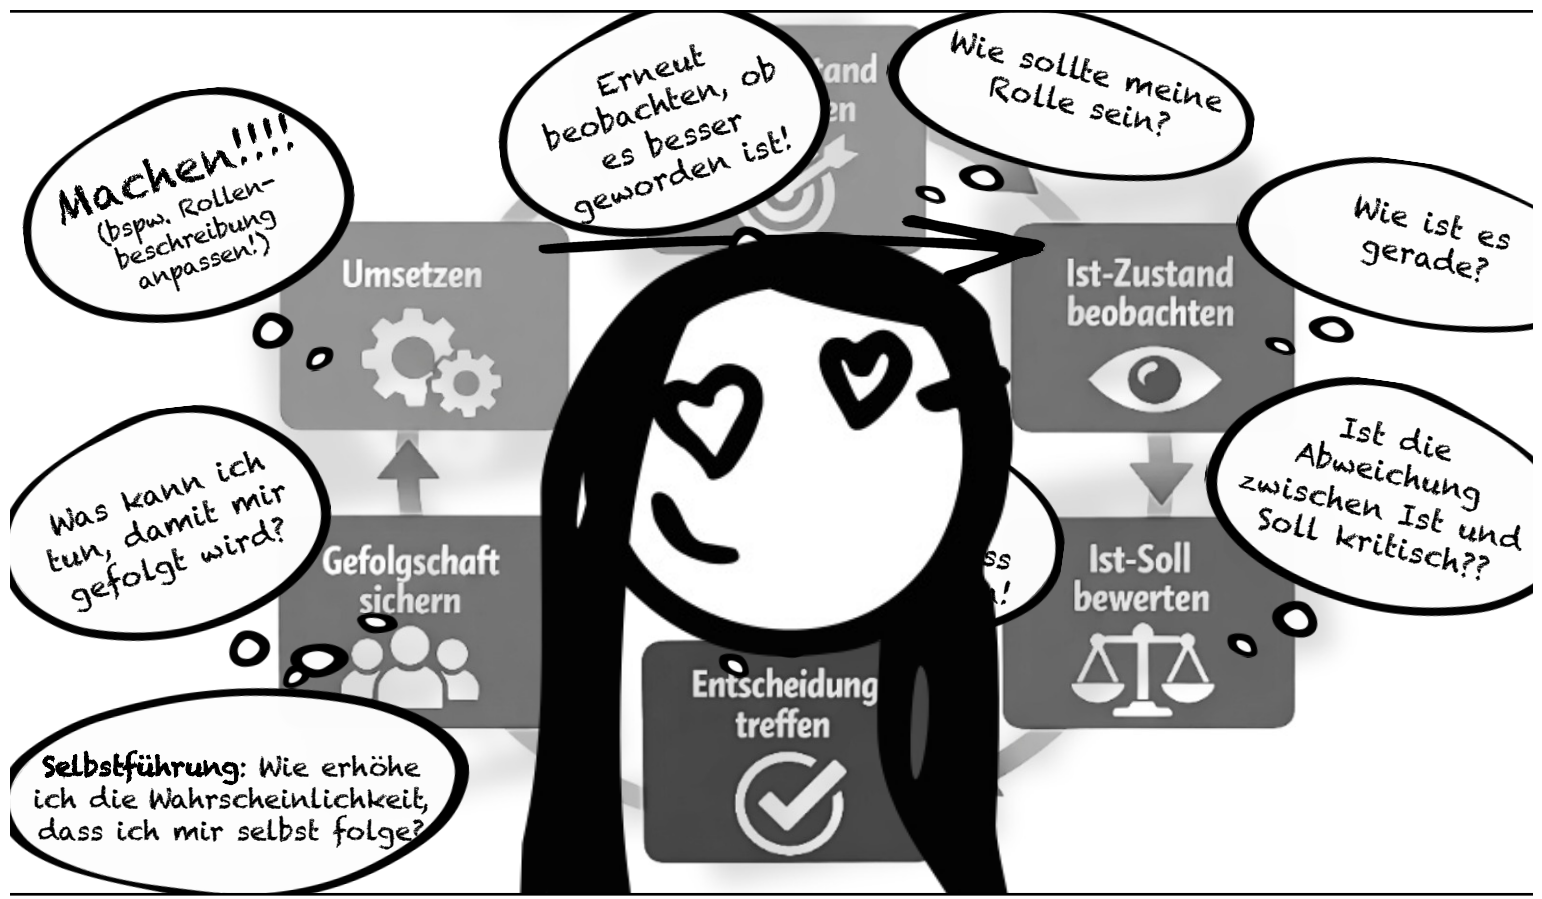 Erneut
beobachten, ob
es besser
geworden ist!
Wie sollte meine
Rolle sein?
Wie ist es
gerade?
Ist-Zustand
beobachten
Ist die
Abweichung
zwischen Ist und
Soll kritisch??
Ist-Soll
bewerten
Entscheidung
treffen
Gefolgschaft
sichern
Was kann ich
tun, damit mir
gefolgt wird?
Selbstführung: Wie erhöhe
ich die Wahrscheinlichkeit,
dass ich mir selbst folge?
Umsetzen
Machen!!!!
(bspw. Rollen-
beschreibung
anpassen!)